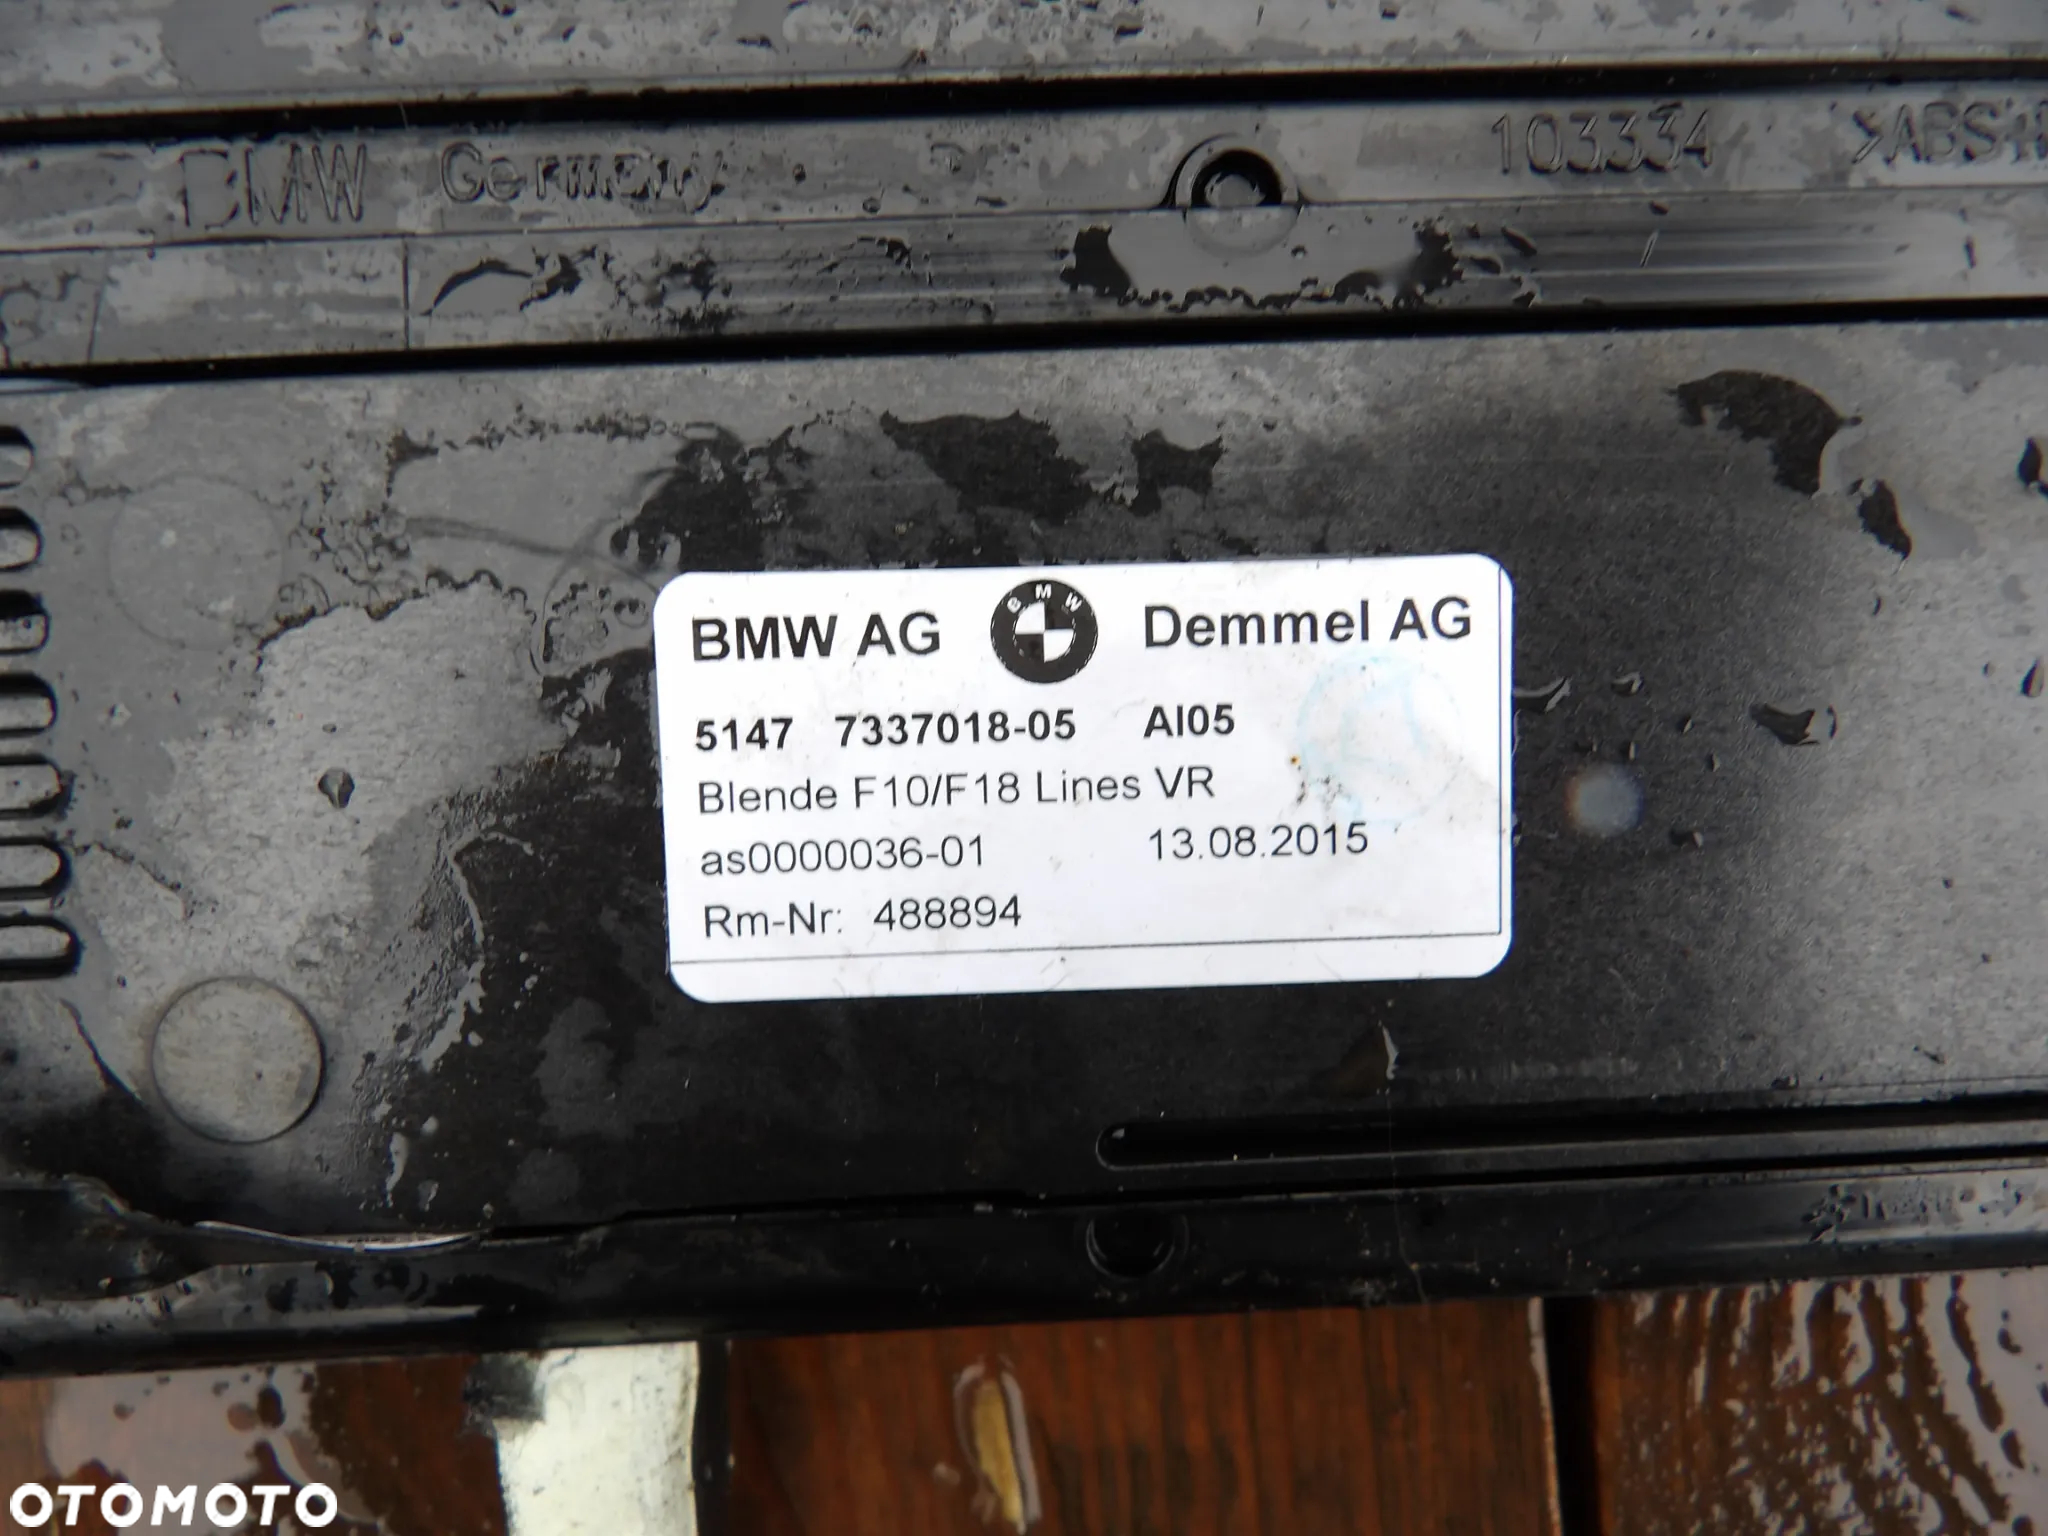 BMW Germany 103334 >ABS+
BMW AG BMW Demmel AG
5147 7337018-05 AI05
Blende F10/F18 Lines VR
as0000036-01 13.08.2015
Rm-Nr: 488894
OTOMOTO